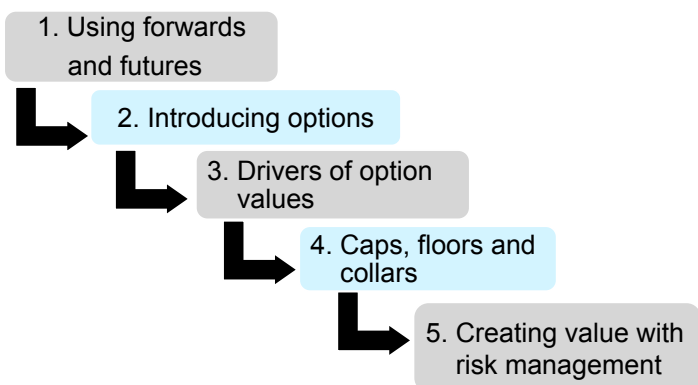 1. Using forwards
and futures
2. Introducing options
3. Drivers of option
values
4. Caps, floors and
collars
5. Creating value with
risk management